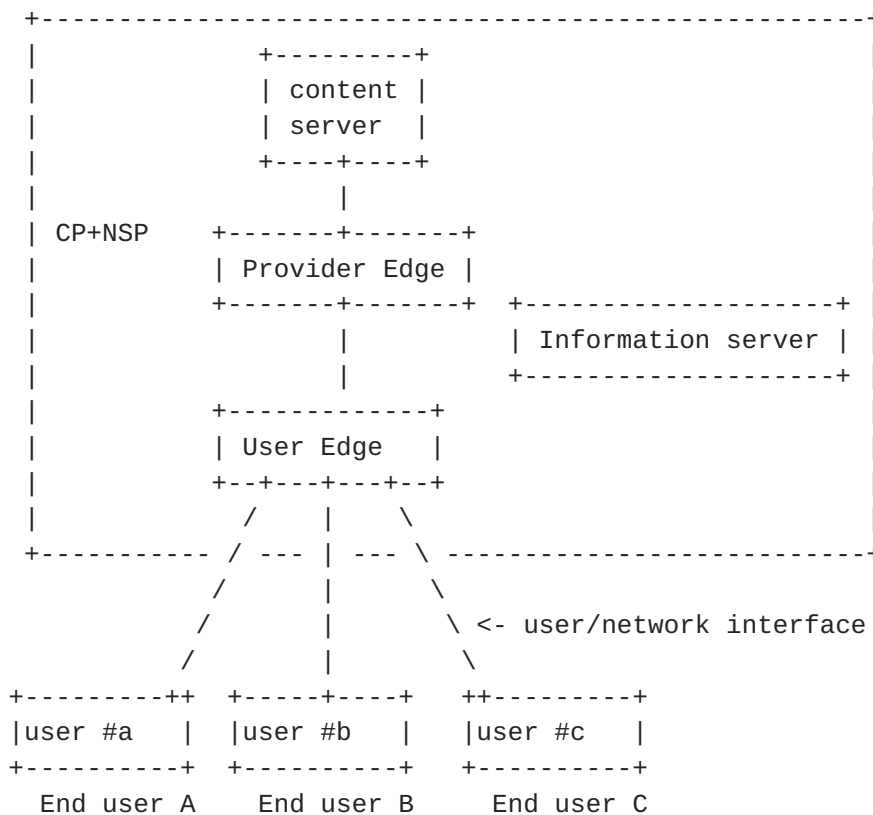 content
server
CP+NSP
Provider Edge
Information server
User Edge
<- user/network interface
user #a user #b user #c
End user A End user B End user C